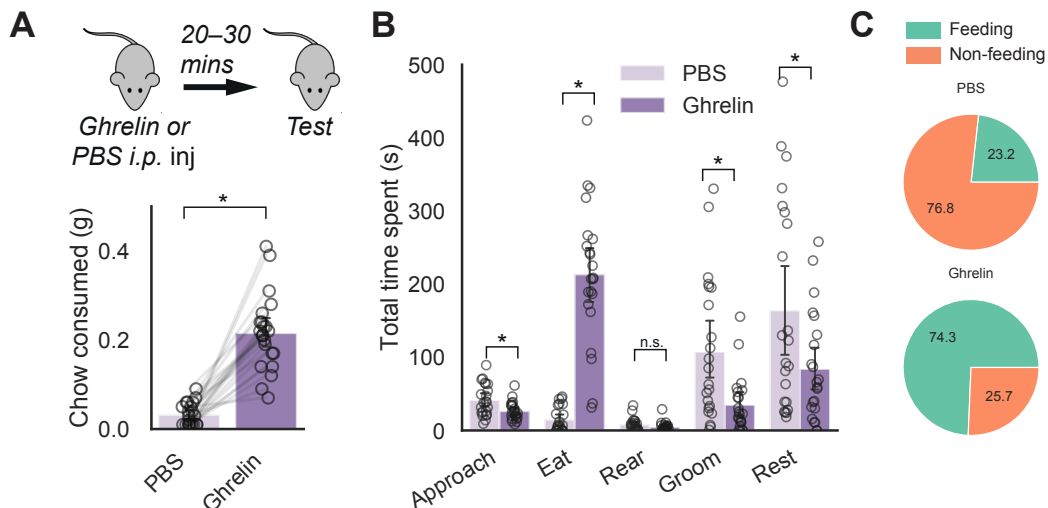 A
20–30
mins
Ghrelin or
PBS i.p. inj
Test
*
Chow consumed (g)
0.4
0.2
0.0
PBS
Ghrelin
B
Total time spent (s)
500
400
300
200
100
0
PBS
Ghrelin
*
*
n.s.
*
*
Approach
Eat
Rear
Groom
Rest
C
Feeding
Non-feeding
PBS
23.2
76.8
Ghrelin
74.3
25.7